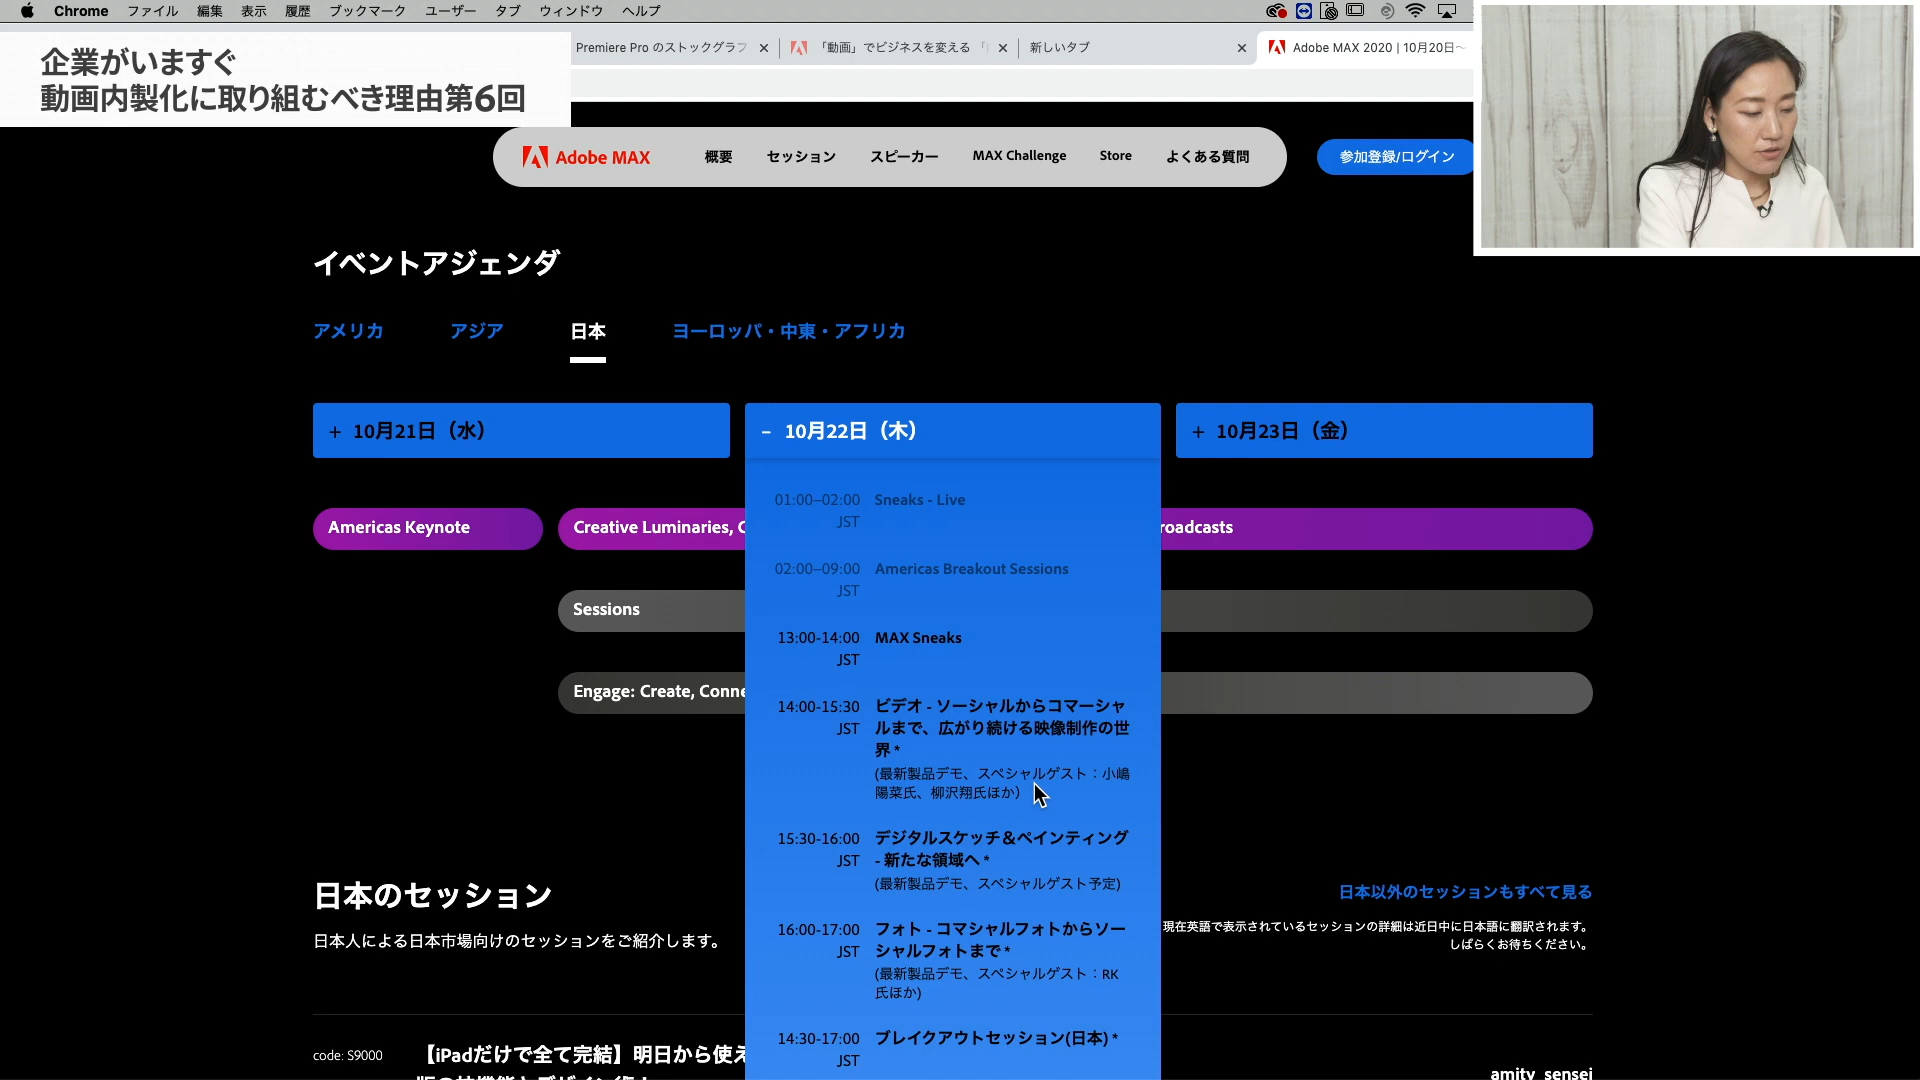 Chrome ファイル 編集 表示 履歴 ブックマーク ユーザー タブ ウィンドウ ヘルプ
Premiere Pro のストックグラフ
「動画」でビジネスを変える
新しいタブ
Adobe MAX 2020 | 10月20日〜
企業がいますぐ
動画内製化に取り組むべき理由第6回
Adobe MAX
概要
セッション
スピーカー
MAX Challenge
Store
よくある質問
参加登録/ログイン
イベントアジェンダ
アメリカ
アジア
日本
ヨーロッパ・中東・アフリカ
+ 10月21日（水）
– 10月22日（木）
+ 10月23日（金）
Americas Keynote
Creative Luminaries,
roadcasts
Sessions
Engage: Create, Conne
01:00–02:00 Sneaks - Live
JST
02:00–09:00 Americas Breakout Sessions
JST
13:00-14:00 MAX Sneaks
JST
14:00-15:30 ビデオ - ソーシャルからコマーシャ
JST ルまで、広がり続ける映像制作の世
界 *
(最新製品デモ、スペシャルゲスト：小嶋
陽菜氏、柳沢翔氏ほか)
15:30-16:00 デジタルスケッチ＆ペインティング
JST - 新たな領域へ *
(最新製品デモ、スペシャルゲスト予定)
16:00-17:00 フォト - コマシャルフォトからソー
JST シャルフォトまで *
(最新製品デモ、スペシャルゲスト：RK
氏ほか)
14:30-17:00 ブレイクアウトセッション(日本) *
JST
日本のセッション
日本人による日本市場向けのセッションをご紹介します。
日本以外のセッションもすべて見る
現在英語で表示されているセッションの詳細は近日中に日本語に翻訳されます。
しばらくお待ちください。
code: S9000
【iPadだけで全て完結】明日から使え
amity_sensei